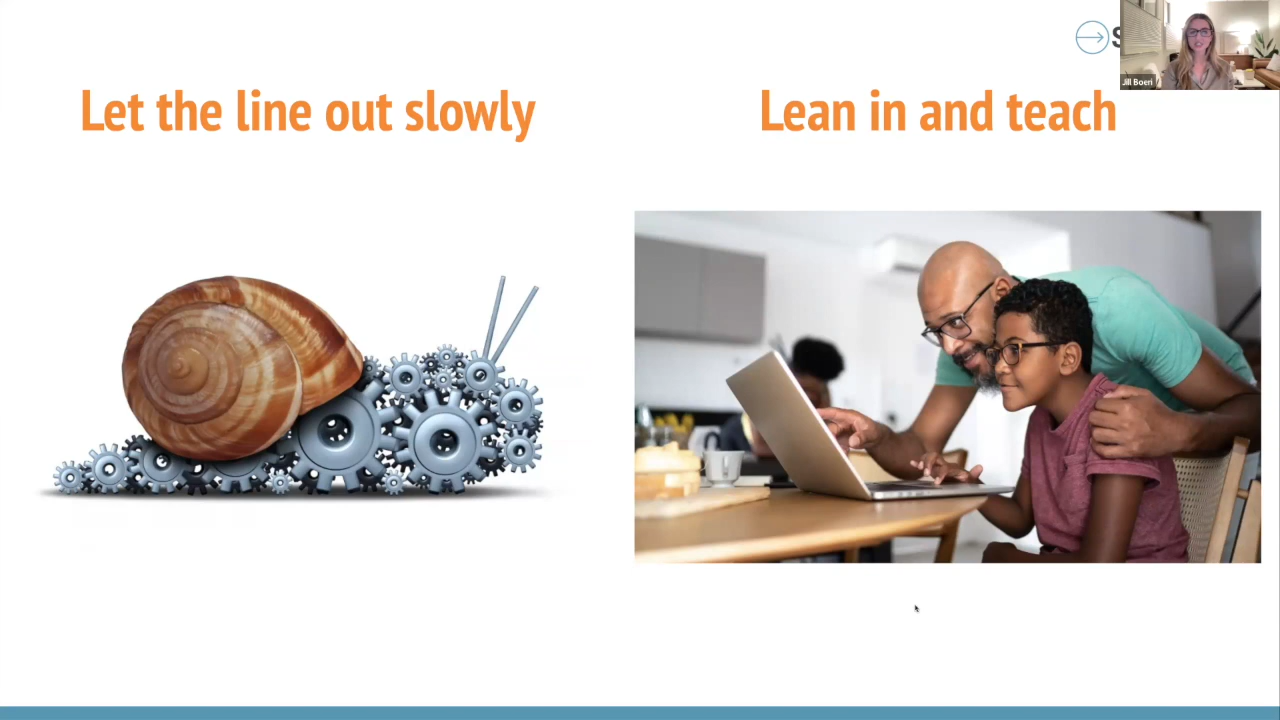 Let the line out slowly
Lean in and teach
S
Jill Boeri